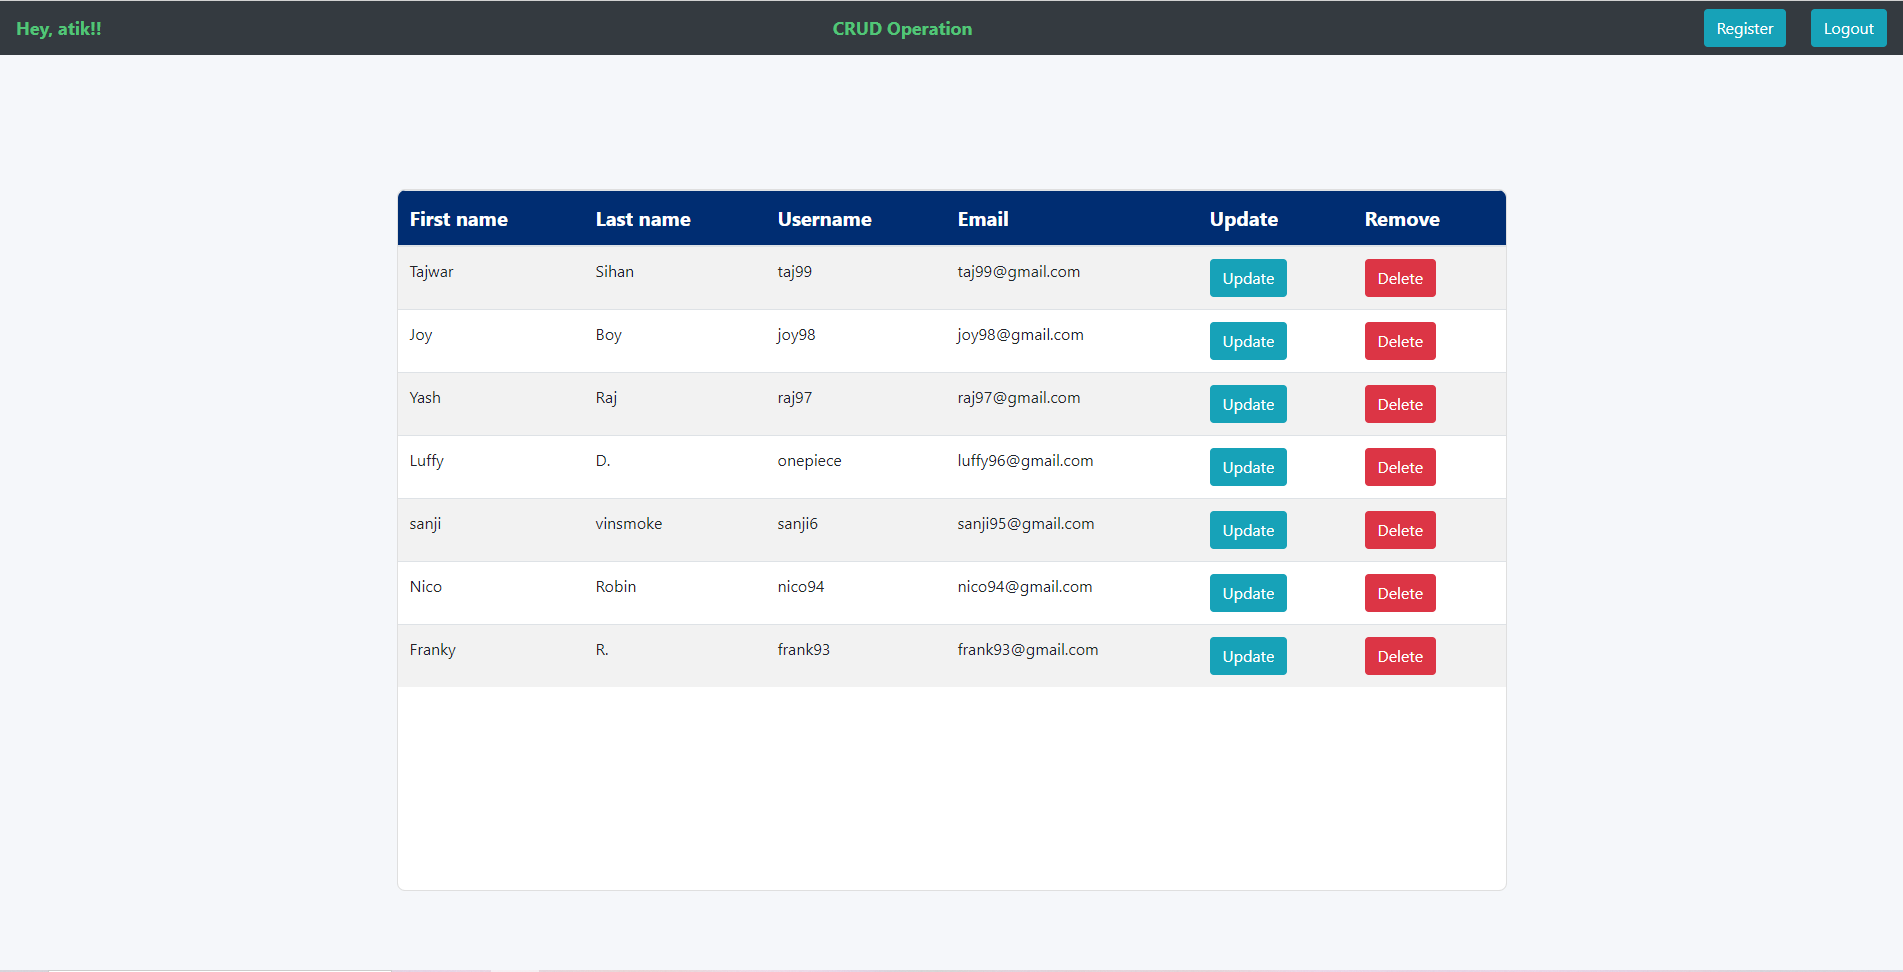 Hey, atik!! CRUD Operation Register Logout
First name Last name Username Email Update Remove
Tajwar Sihan taj99 taj99@gmail.com Update Delete
Joy Boy joy98 joy98@gmail.com Update Delete
Yash Raj raj97 raj97@gmail.com Update Delete
Luffy D. onepiece luffy96@gmail.com Update Delete
sanji vinsmoke sanji6 sanji95@gmail.com Update Delete
Nico Robin nico94 nico94@gmail.com Update Delete
Franky R. frank93 frank93@gmail.com Update Delete